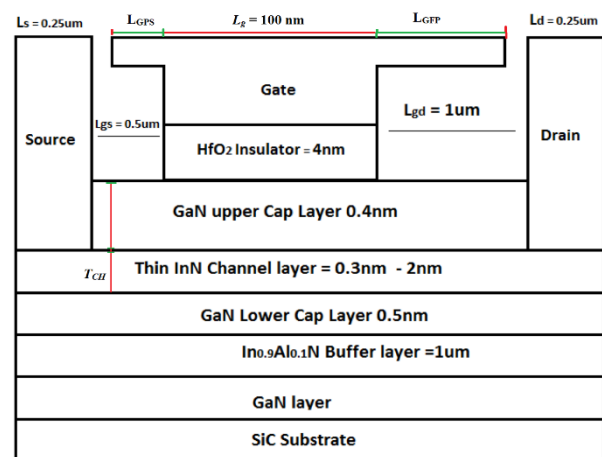 Ls = 0.25um
LGPS
Lg = 100 nm
LGFP
Ld = 0.25um
Gate
Lgs = 0.5um
Lgd = 1um
Source
Drain
HfO2 Insulator = 4nm
GaN upper Cap Layer 0.4nm
TCH
Thin InN Channel layer = 0.3nm - 2nm
GaN Lower Cap Layer 0.5nm
In0.9Al0.1N Buffer layer =1um
GaN layer
SiC Substrate